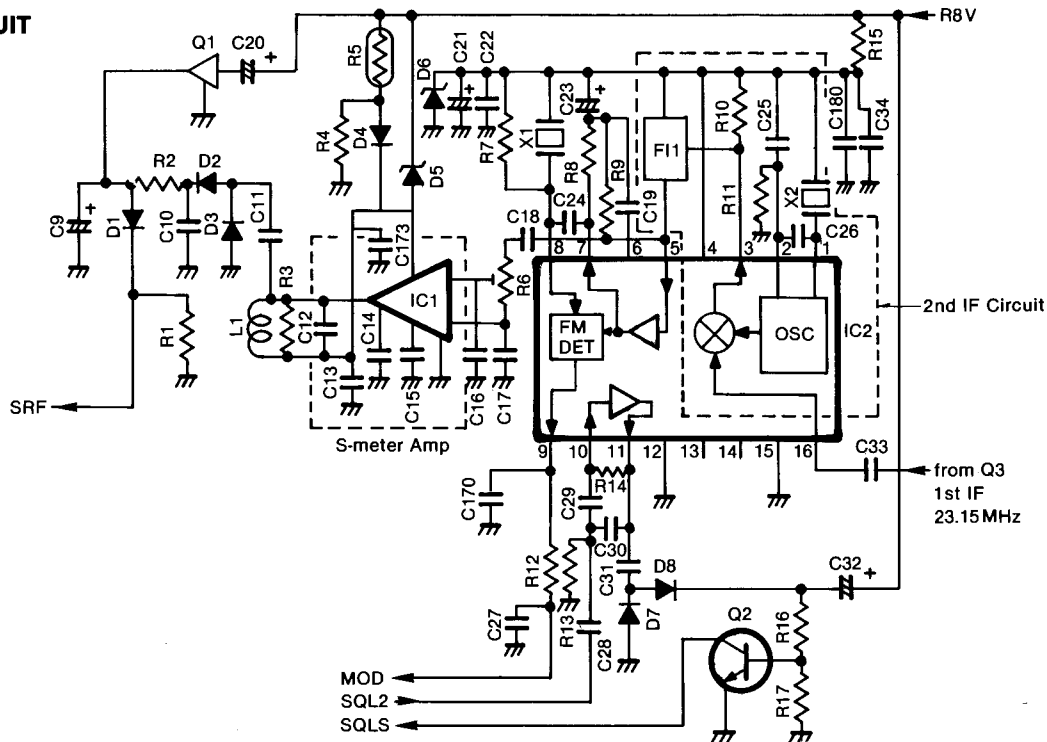 UIT
R8V
Q1
C20
+
R5
D6
C21
+
C22
C23
+
R15
R7
X1
R8
R9
C19
FI1
R10
C25
C180
C34
R4
D4
D5
R11
X2
R2
D2
C9
+
D1
C10
D3
C11
C173
C18
C24
C26
8
7
6
5
4
3
2
1
R3
IC1
R6
FM
DET
OSC
IC2
2nd IF Circuit
R1
L1
C12
C14
C13
C15
C16
C17
SRF
S-meter Amp
9
10
11
12
13
14
15
16
C33
from Q3
1st IF
23.15MHz
C170
C29
R14
C30
R12
C31
D8
C32
+
C27
R13
C28
D7
Q2
R16
R17
MOD
SQL2
SQLS